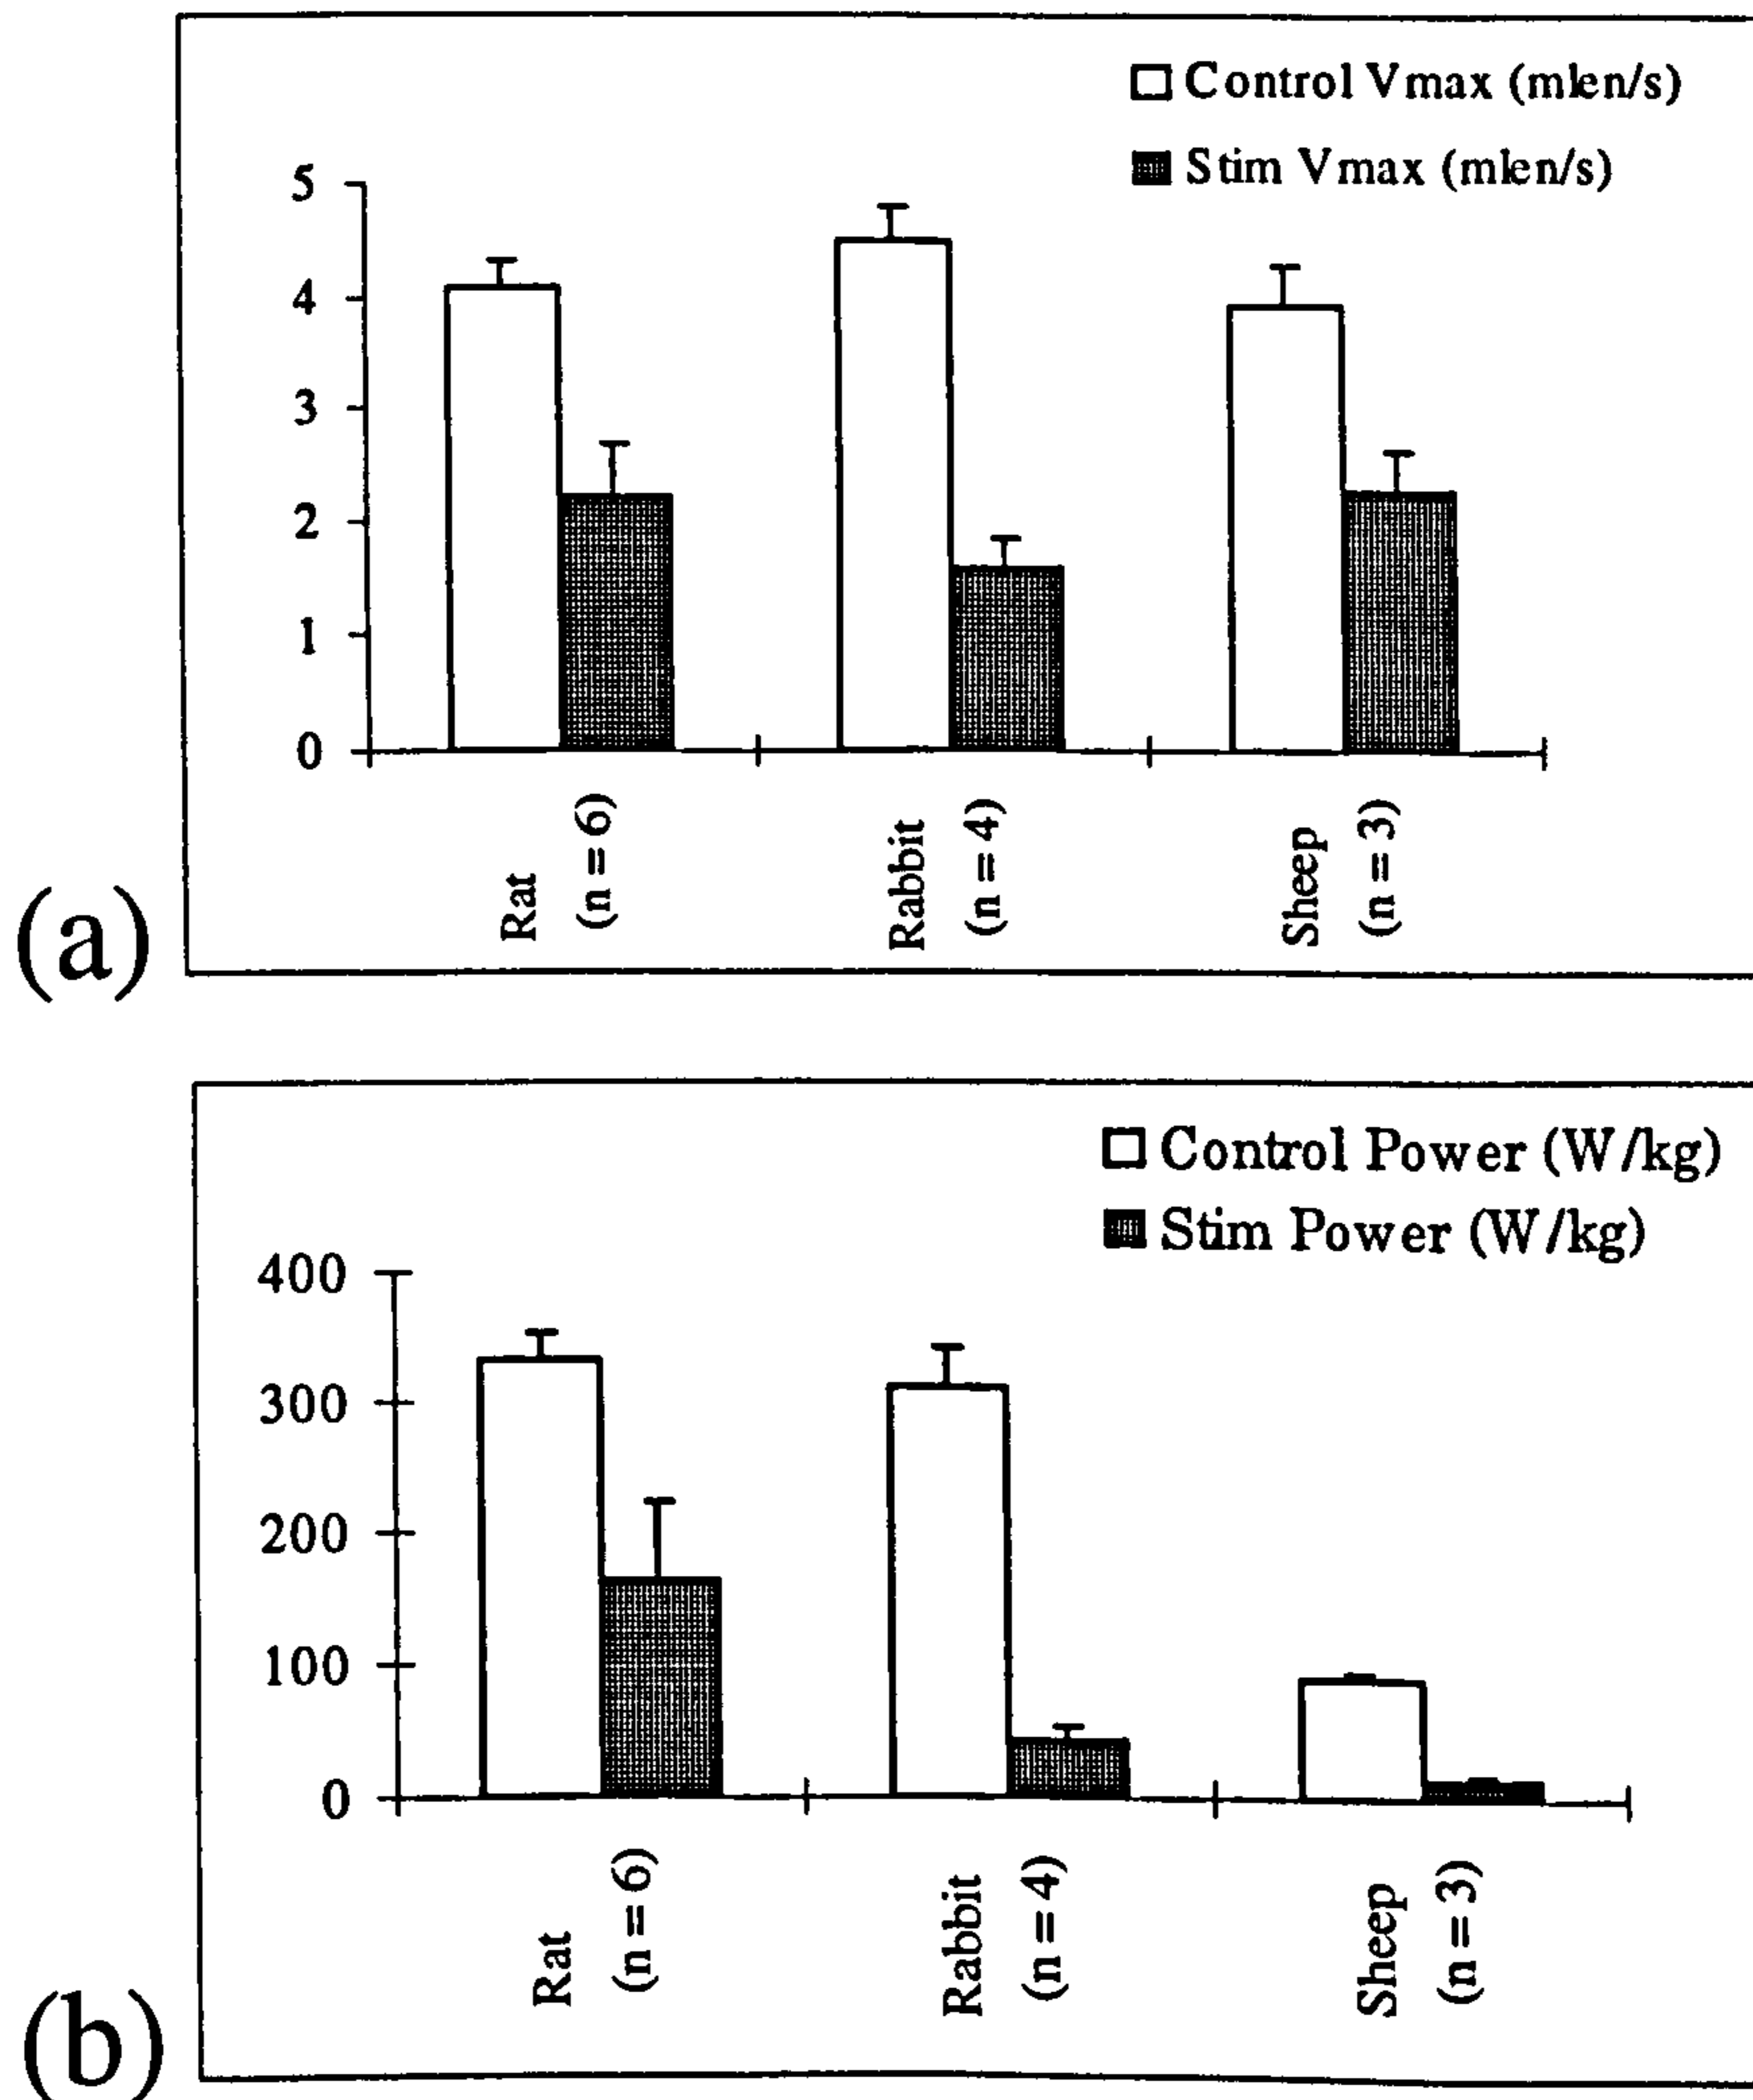 Control Vmax (mlen/s)
Stim Vmax (mlen/s)
5
4
3
2
1
0
Rat
(n = 6)
Rabbit
(n = 4)
Sheep
(n = 3)
(a)
Control Power (W/kg)
Stim Power (W/kg)
400
300
200
100
0
Rat
(n = 6)
Rabbit
(n = 4)
Sheep
(n = 3)
(b)